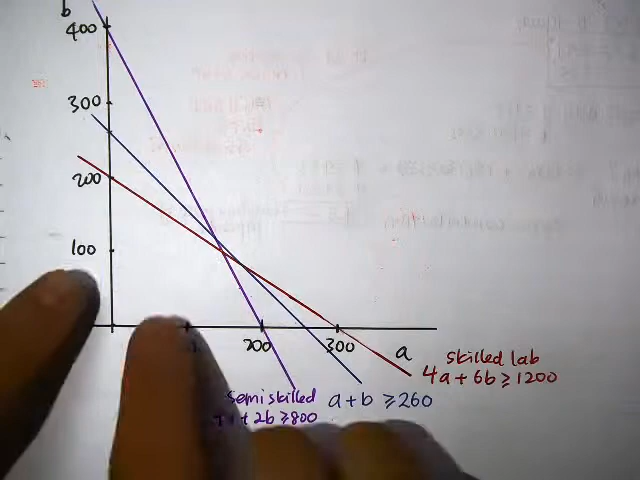 b
400
300
200
100
200
300
a
skilled lab
4a + 6b ≥ 1200
semiskilled
+ 2b ≥ 800
a + b ≥ 260